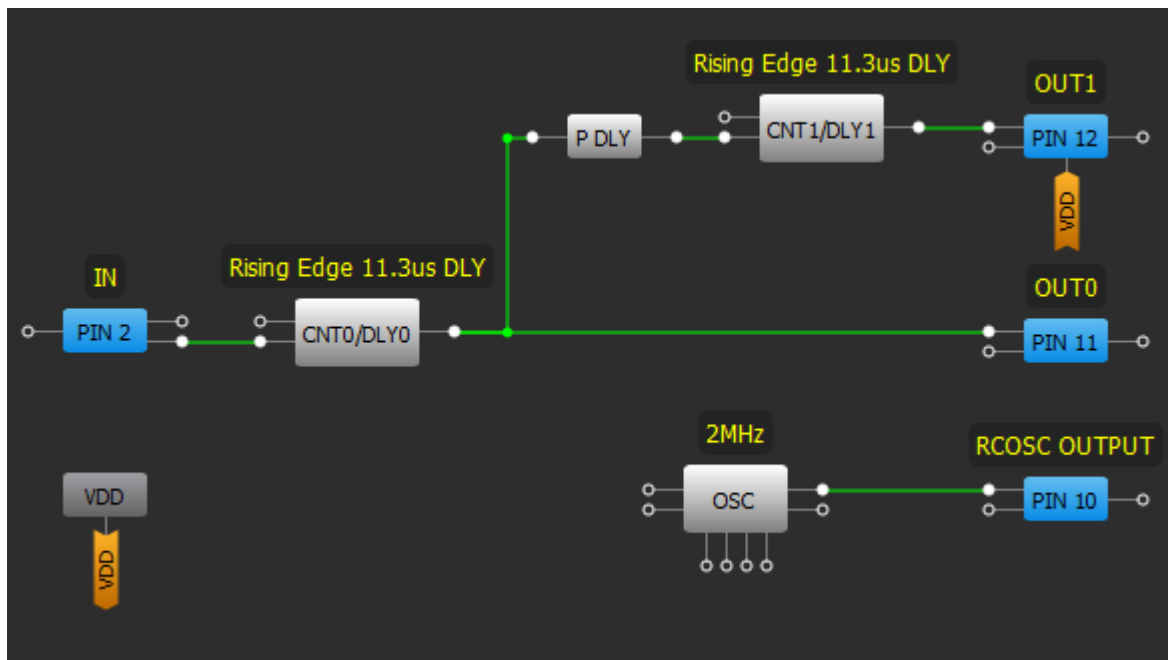 Rising Edge 11.3us DLY
OUT1
P DLY
CNT1/DLY1
PIN 12
VDD
IN
Rising Edge 11.3us DLY
OUT0
PIN 2
CNT0/DLY0
PIN 11
2MHz
RCOSC OUTPUT
VDD
OSC
PIN 10
VDD